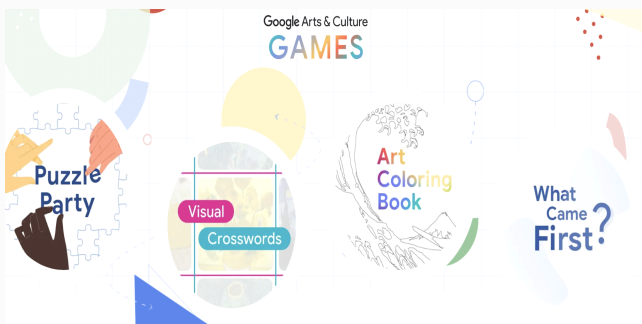 Google Arts & Culture
GAMES
Puzzle
Party
Visual
Crosswords
Art
Coloring
Book
What
Came
First?